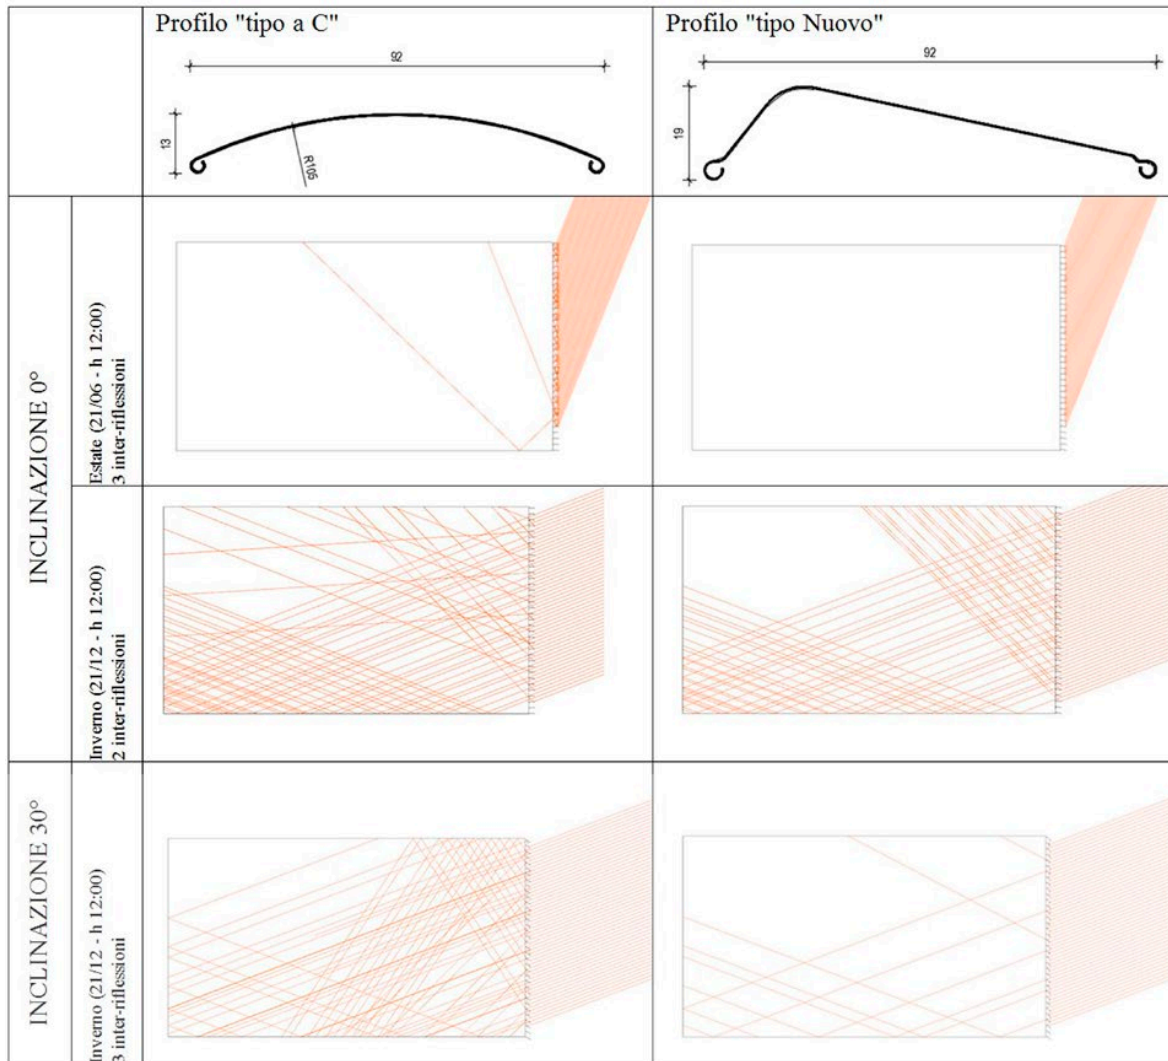 Profilo "tipo a C"
92
13
R105
Profilo "tipo Nuovo"
92
19
INCLINAZIONE 0°
Estate (21/06 - h 12:00)
3 inter-riflessioni
Inverno (21/12 - h 12:00)
2 inter-riflessioni
INCLINAZIONE 30°
Inverno (21/12 - h 12:00)
3 inter-riflessioni